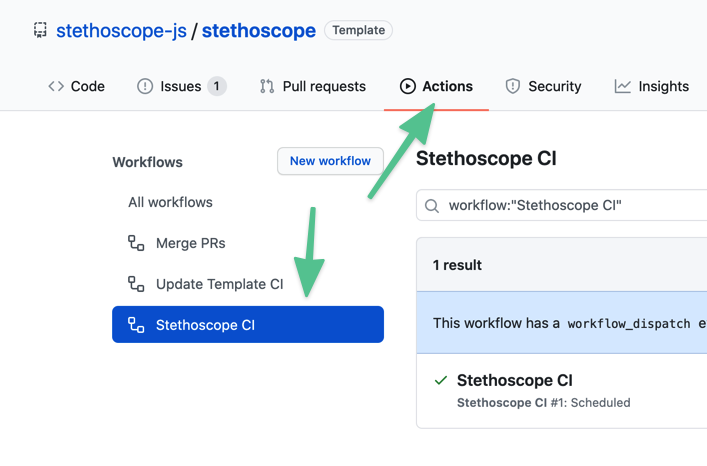 stethoscope-js / stethoscope Template
Code Issues 1 Pull requests Actions Security Insights
Workflows
New workflow
All workflows
Merge PRs
Update Template CI
Stethoscope CI
Stethoscope CI
workflow:"Stethoscope CI"
1 result
This workflow has a workflow_dispatch e
Stethoscope CI
Stethoscope CI #1: Scheduled